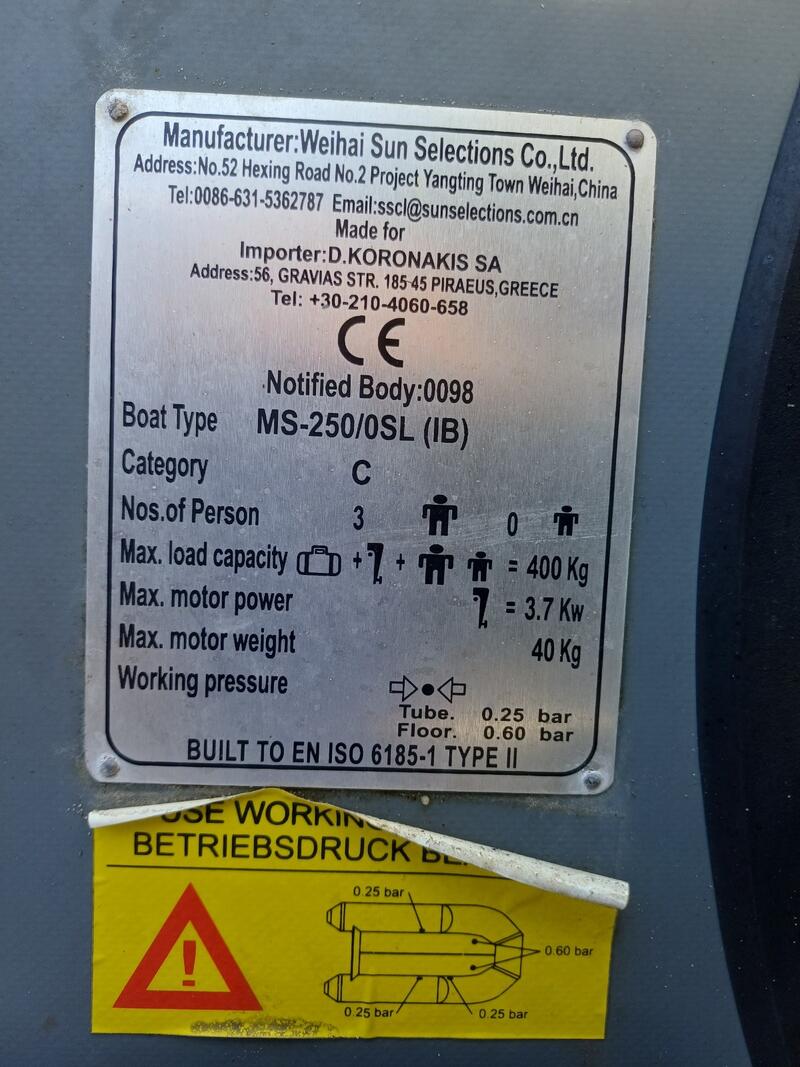 Manufacturer:Weihai Sun Selections Co.,Ltd.
Address:No.52 Hexing Road No.2 Project Yangting Town Weihai,China
Tel:0086-631-5362787 Email:sscl@sunselections.com.cn
Made for
Importer:D.KORONAKIS SA
Address:56, GRAVIAS STR. 185-45 PIRAEUS,GREECE
Tel: +30-210-4060-658
CE
Notified Body:0098
Boat Type MS-250/0SL (IB)
Category C
Nos.of Person 3 0
Max. load capacity + + = 400 Kg
Max. motor power = 3.7 Kw
Max. motor weight 40 Kg
Working pressure
Tube. 0.25 bar
Floor. 0.60 bar
BUILT TO EN ISO 6185-1 TYPE II
USE WORKING
BETRIEBSDRUCK
0.25 bar
0.60 bar
0.25 bar 0.25 bar